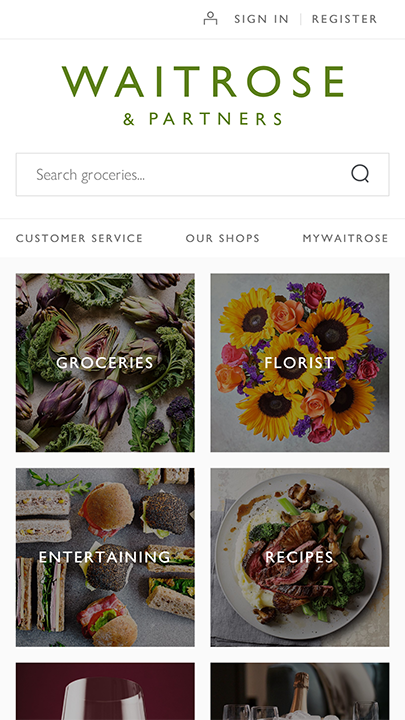 SIGN IN REGISTER
WAITROSE
& PARTNERS
Search groceries...
CUSTOMER SERVICE OUR SHOPS MYWAITROSE
GROCERIES FLORIST
ENTERTAINING RECIPES